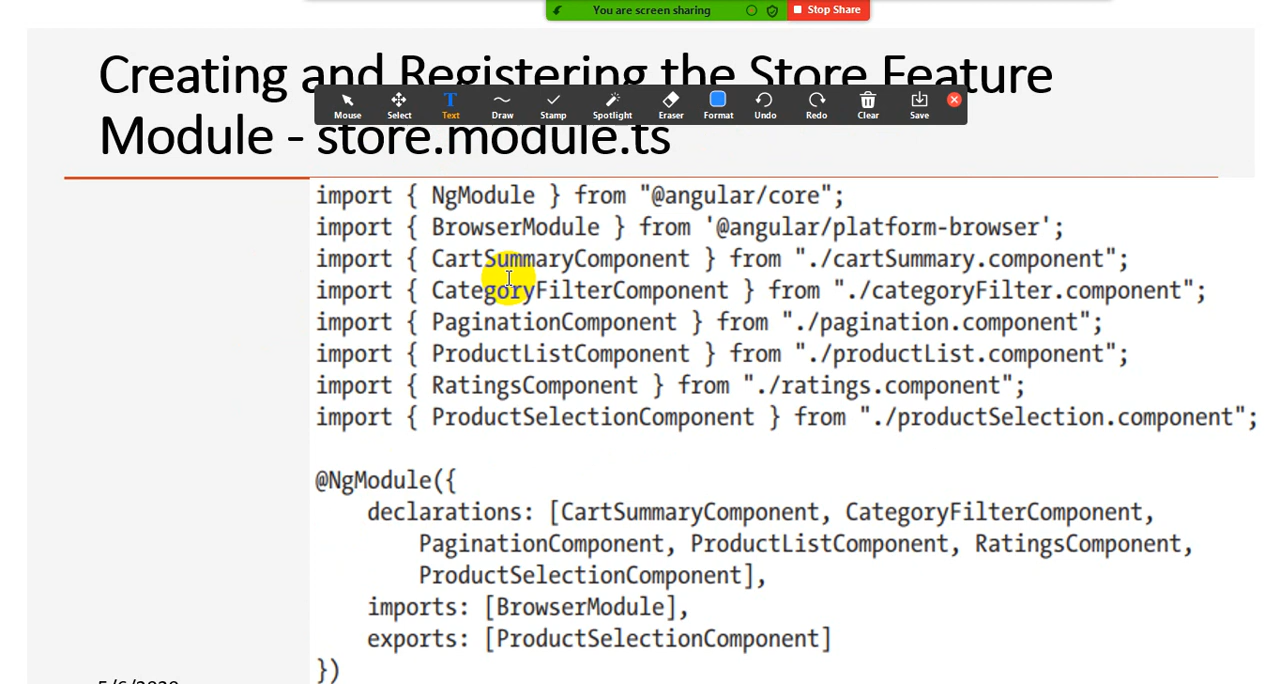 You are screen sharing
Stop Share
Creating and Registering the Store Feature
Mouse Select Text Draw Stamp Spotlight Eraser Format Undo Redo Clear Save
Module - store.module.ts
import { NgModule } from "@angular/core";
import { BrowserModule } from '@angular/platform-browser';
import { CartSummaryComponent } from "./cartSummary.component";
import { CategoryFilterComponent } from "./categoryFilter.component";
import { PaginationComponent } from "./pagination.component";
import { ProductListComponent } from "./productList.component";
import { RatingsComponent } from "./ratings.component";
import { ProductSelectionComponent } from "./productSelection.component";
@NgModule({
declarations: [CartSummaryComponent, CategoryFilterComponent,
PaginationComponent, ProductListComponent, RatingsComponent,
ProductSelectionComponent],
imports: [BrowserModule],
exports: [ProductSelectionComponent]
})